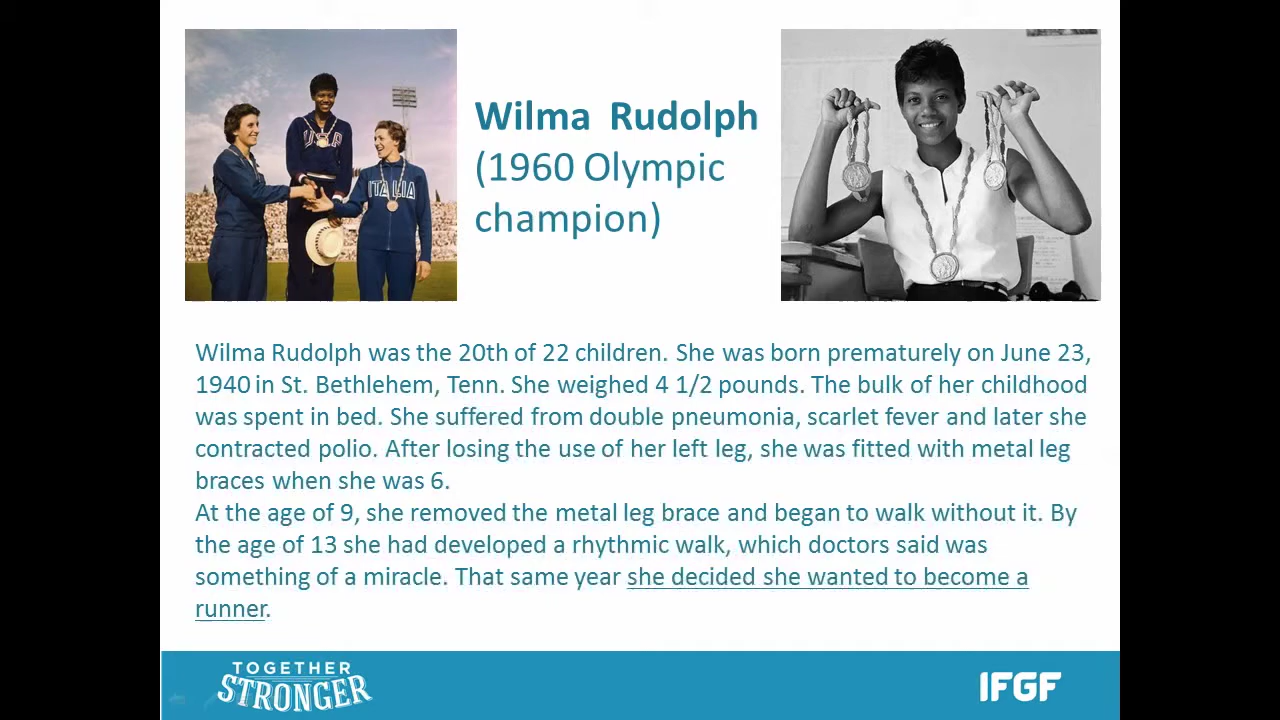 USA
ITALIA
Wilma Rudolph
(1960 Olympic
champion)
Wilma Rudolph was the 20th of 22 children. She was born prematurely on June 23,
1940 in St. Bethlehem, Tenn. She weighed 4 1/2 pounds. The bulk of her childhood
was spent in bed. She suffered from double pneumonia, scarlet fever and later she
contracted polio. After losing the use of her left leg, she was fitted with metal leg
braces when she was 6.
At the age of 9, she removed the metal leg brace and began to walk without it. By
the age of 13 she had developed a rhythmic walk, which doctors said was
something of a miracle. That same year she decided she wanted to become a
runner.
TOGETHER
STRONGER
IFGF